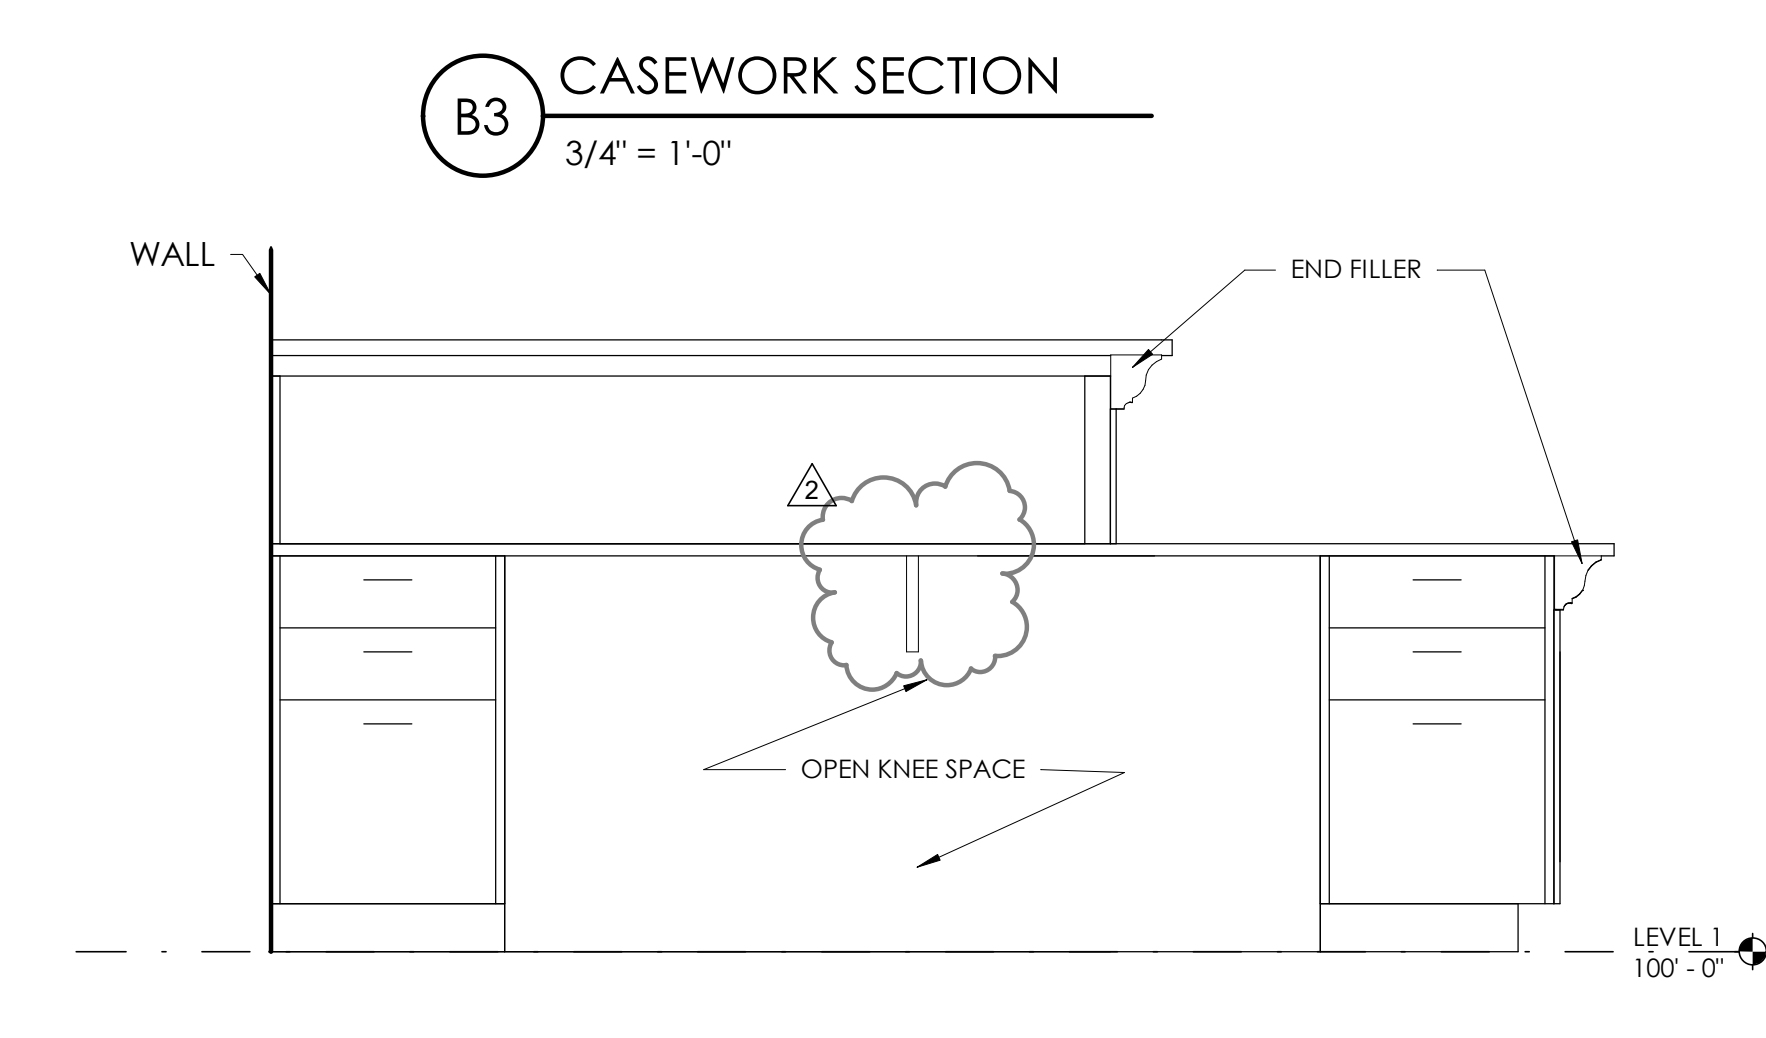 CASEWORK SECTION
B3
3/4" = 1'-0"
WALL
END FILLER
2
OPEN KNEE SPACE
LEVEL 1
100' - 0"